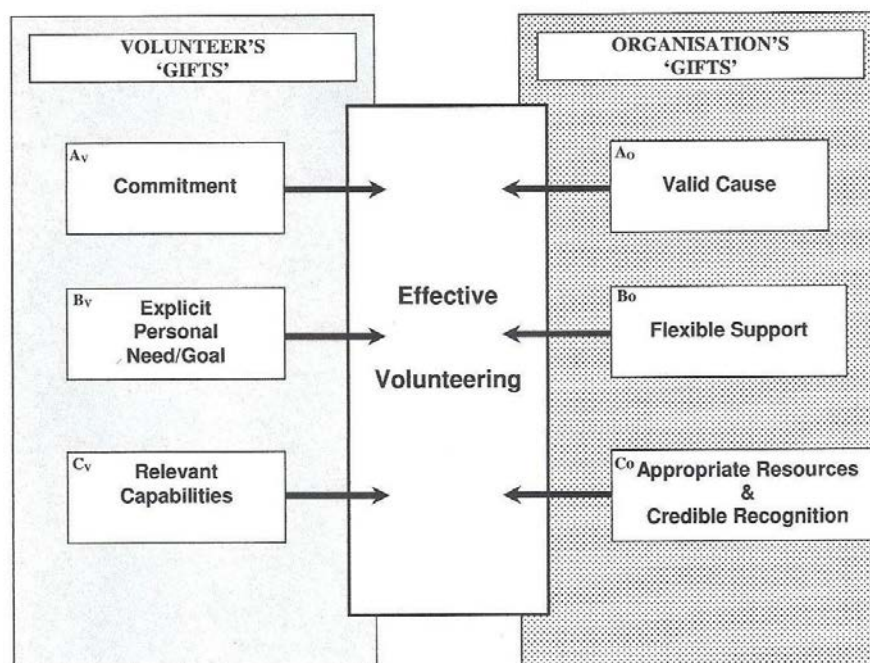 VOLUNTEER'S
‘GIFTS’
ORGANISATION'S
‘GIFTS’
Av
Commitment
Ao
Valid Cause
Bv
Explicit
Personal
Need/Goal
Effective
Volunteering
Bo
Flexible Support
Cv
Relevant
Capabilities
Co
Appropriate Resources
&
Credible Recognition